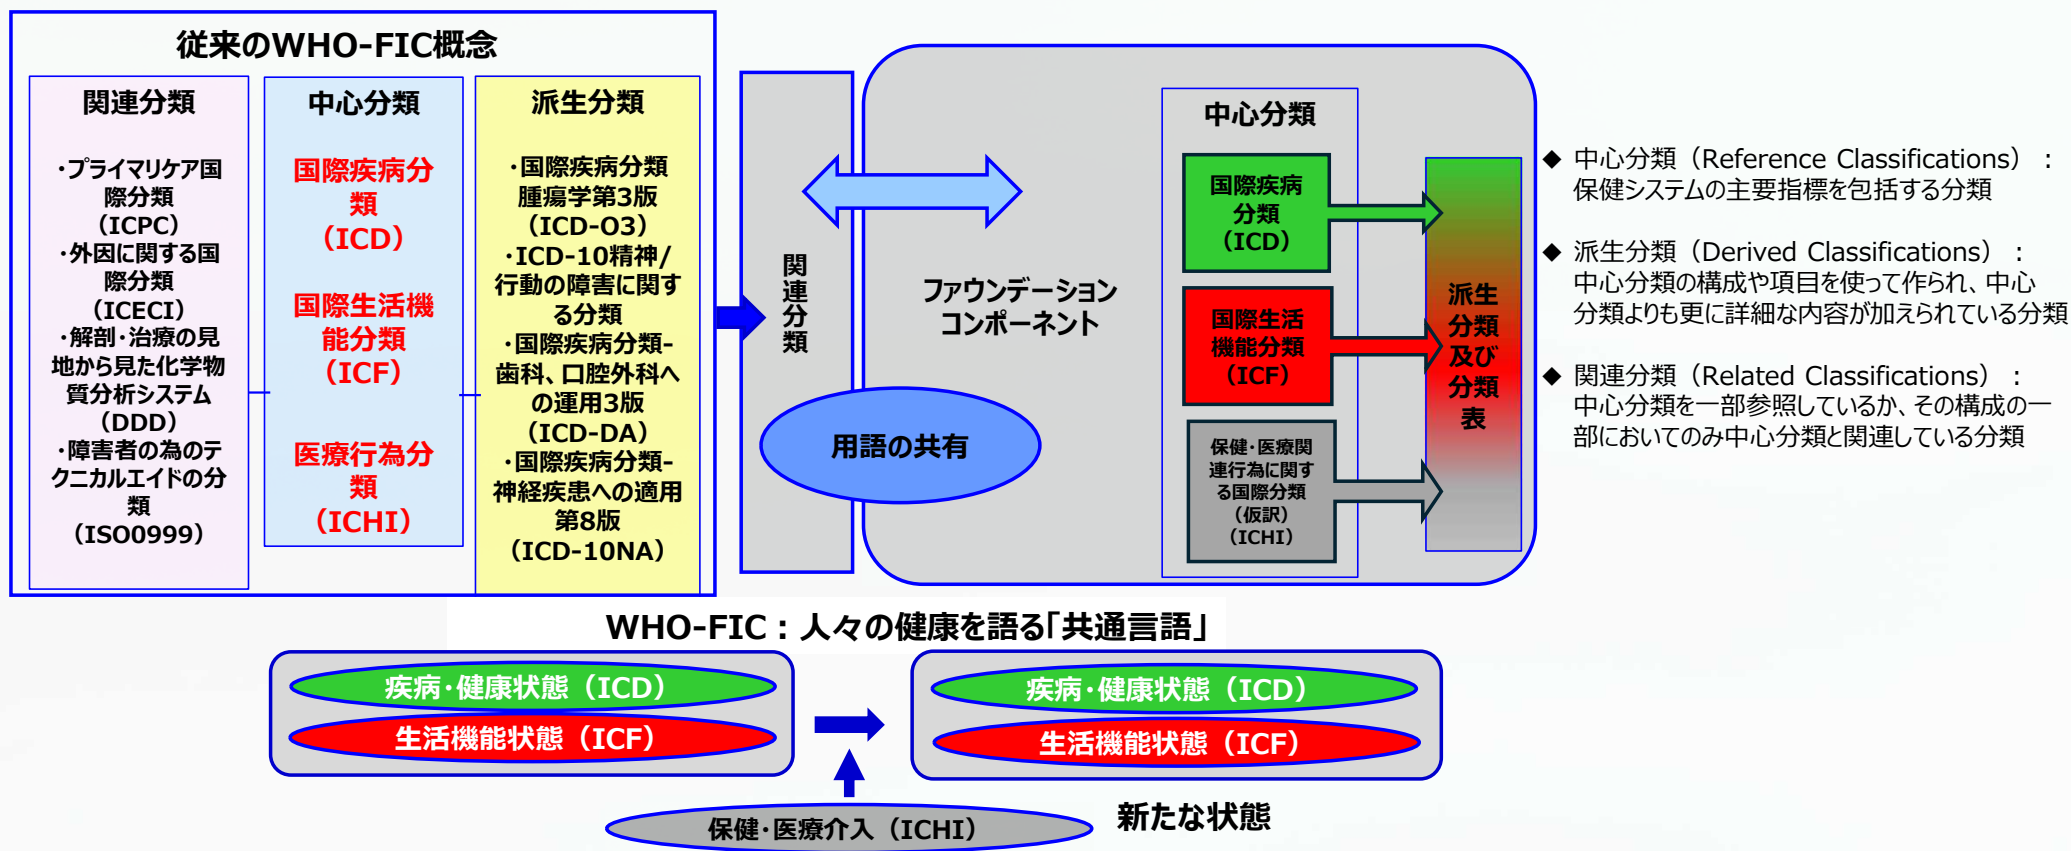 従来のWHO-FIC概念
関連分類
・プライマリケア国
際分類
（ICPC）
・外因に関する国
際分類
（ICECI）
・解剖・治療の見
地から見た化学物
質分析システム
（DDD）
・障害者の為のテ
クニカルエイドの分
類
（ISO0999）
中心分類
国際疾病分
類
（ICD）
国際生活機
能分類
（ICF）
医療行為分
類
（ICHI）
派生分類
・国際疾病分類
腫瘍学第3版
（ICD-O3）
・ICD-10精神/
行動の障害に関す
る分類
・国際疾病分類-
歯科、口腔外科へ
の運用3版
（ICD-DA）
・国際疾病分類-
神経疾患への適用
第8版
（ICD-10NA）
関連分類
ファウンデーション
コンポーネント
用語の共有
中心分類
国際疾病
分類
（ICD）
国際生活
機能分類
（ICF）
保健・医療関
連行為に関す
る国際分類
（仮訳）
（ICHI）
派生
分類
及び
分類
表
◆ 中心分類（Reference Classifications）：
保健システムの主要指標を包括する分類
◆ 派生分類（Derived Classifications）：
中心分類の構成や項目を使って作られ、中心
分類よりも更に詳細な内容が加えられている分類
◆ 関連分類（Related Classifications）：
中心分類を一部参照しているか、その構成の一
部においてのみ中心分類と関連している分類
WHO-FIC：人々の健康を語る「共通言語」
疾病・健康状態（ICD）
生活機能状態（ICF）
疾病・健康状態（ICD）
生活機能状態（ICF）
保健・医療介入（ICHI）
新たな状態